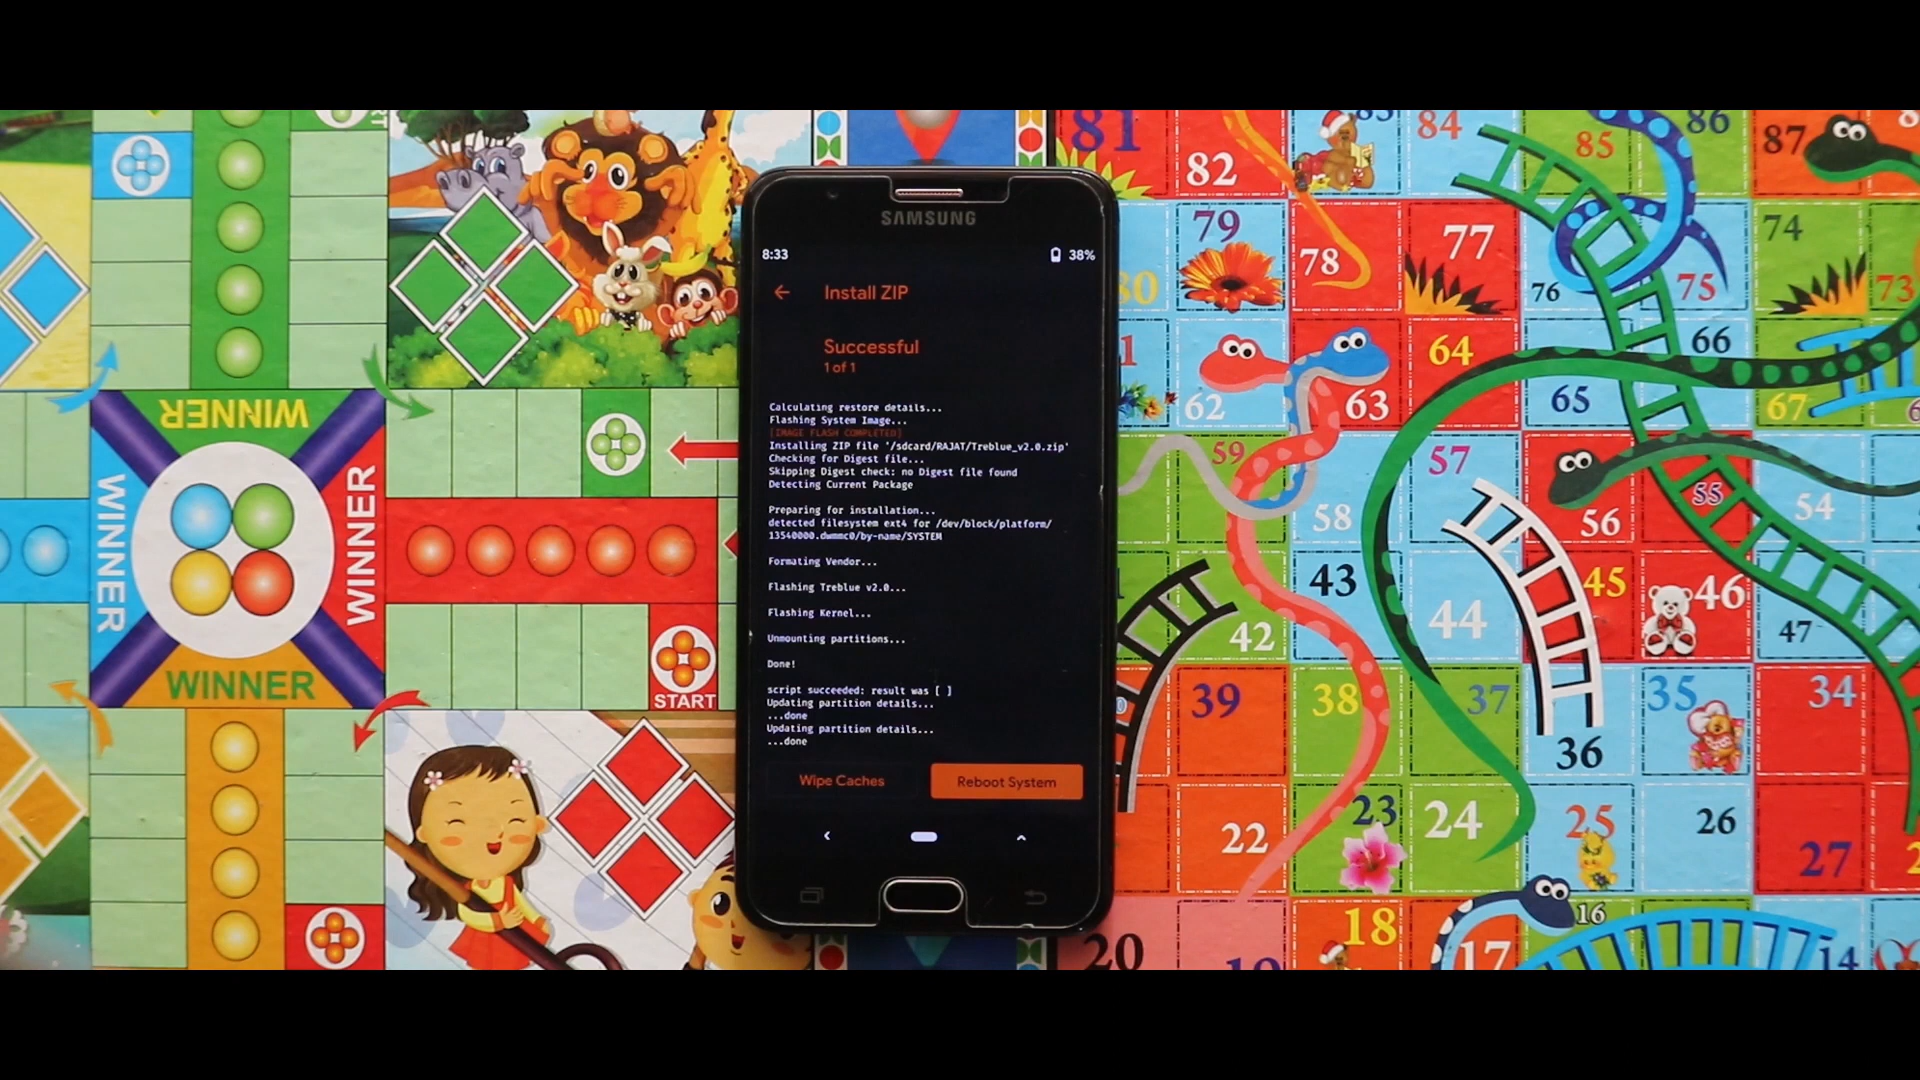 SAMSUNG
8:33
38%
Install ZIP
Successful
1 of 1
Calculating restore details...
Flashing System Image...
[IMAGE FLASH COMPLETED]
Installing ZIP file '/sdcard/RAJAT/Treblue_v2.0.zip'
Checking for Digest file...
Skipping Digest check: no Digest file found
Detecting Current Package
Preparing for installation...
detected filesystem ext4 for /dev/block/platform/
13540000.dwmmc0/by-name/SYSTEM
Formating Vendor...
Flashing Treblue v2.0...
Flashing Kernel...
Unmounting partitions...
Done!
script succeeded: result was [ ]
Updating partition details...
...done
Updating partition details...
...done
Wipe Caches
Reboot System
WINNER
WINNER
WINNER
WINNER
START
81 82 83 84 85 86 87
80 79 78 77 76 75 74 73
62 63 64 65 66 67
59 58 57 56 55 54
42 43 44 45 46 47
39 38 37 36 35 34
22 23 24 25 26 27
20 19 18 17 16 14